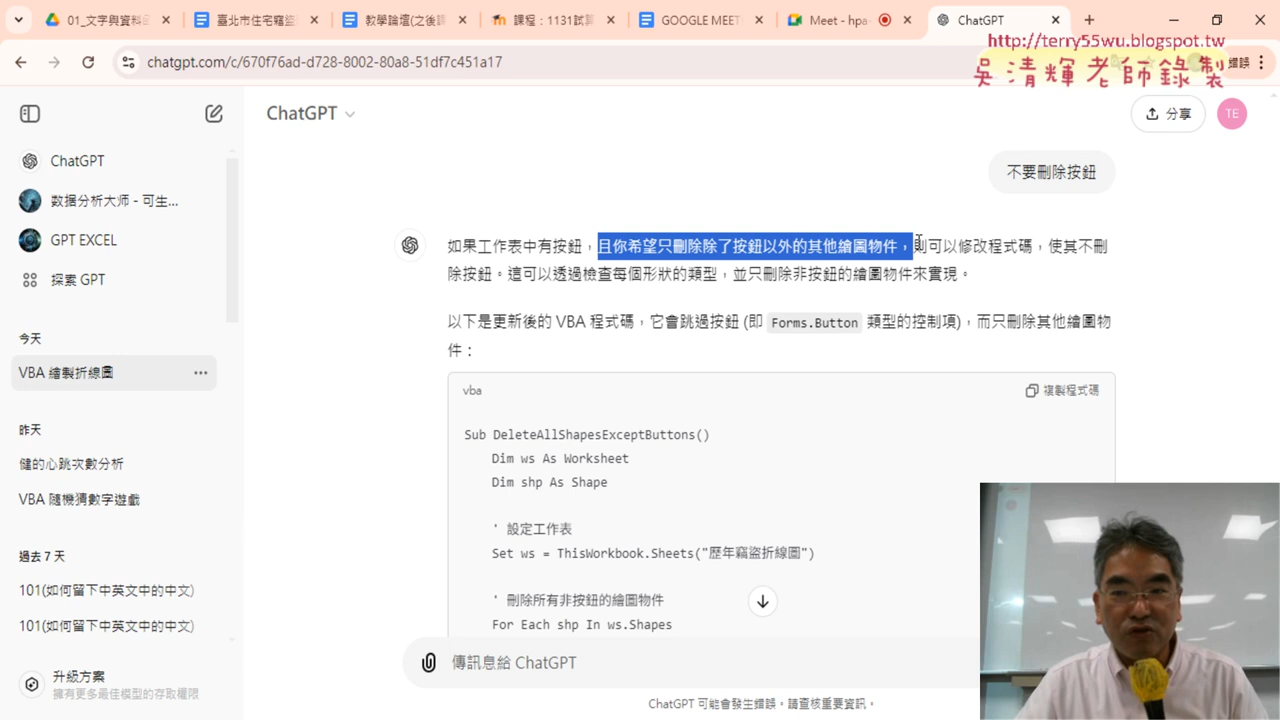 01_文字與資料
臺北市住宅竊盜
教學論壇(之後
課程：1131試
GOOGLE MEET
Meet - hpa
ChatGPT
http://terry55wu.blogspot.tw
chatgpt.com/c/670f76ad-d728-8002-80a8-51df7c451a17
吳清輝老師錄製
ChatGPT
分享
TE
ChatGPT
数据分析大师 - 可生...
GPT EXCEL
探索 GPT
今天
VBA 繪製折線圖
昨天
健的心跳次數分析
VBA 隨機猜數字遊戲
過去 7 天
101(如何留下中英文中的中文)
101(如何留下中英文中的中文)
升級方案
擁有更多最佳模型的存取權限
不要刪除按鈕
如果工作表中有按鈕，且你希望只刪除除了按鈕以外的其他繪圖物件，則可以修改程式碼，使其不刪
除按鈕。這可以透過檢查每個形狀的類型，並只刪除非按鈕的繪圖物件來實現。
以下是更新後的 VBA 程式碼，它會跳過按鈕 (即 Forms.Button 類型的控制項)，而只刪除其他繪圖物
件：
vba
複製程式碼
Sub DeleteAllShapesExceptButtons()
Dim ws As Worksheet
Dim shp As Shape
' 設定工作表
Set ws = ThisWorkbook.Sheets("歷年竊盜折線圖")
' 刪除所有非按鈕的繪圖物件
For Each shp In ws.Shapes
傳訊息給 ChatGPT
ChatGPT 可能會發生錯誤。請查核重要資訊。